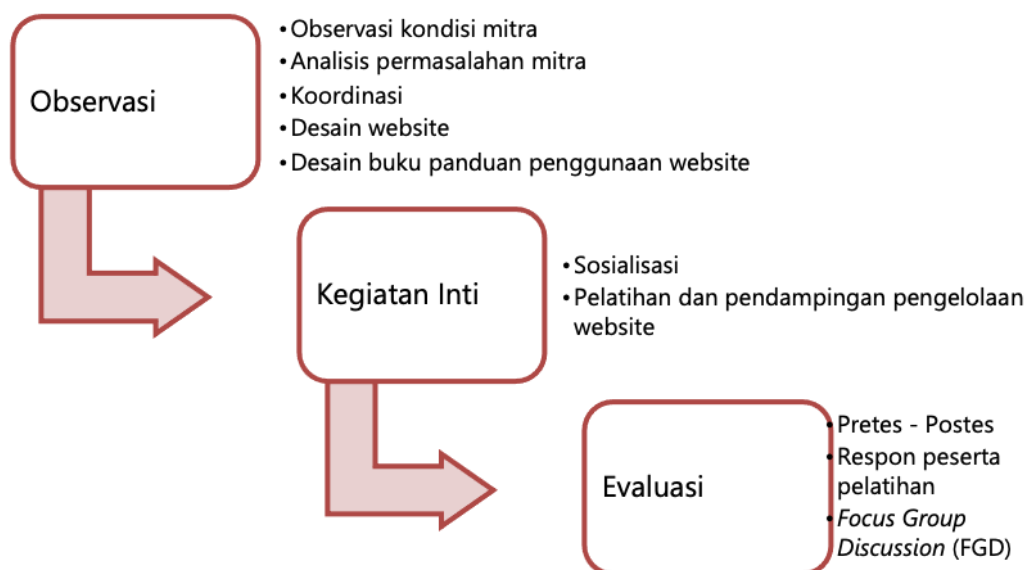 Observasi
•Observasi kondisi mitra
•Analisis permasalahan mitra
•Koordinasi
•Desain website
•Desain buku panduan penggunaan website
Kegiatan Inti
•Sosialisasi
•Pelatihan dan pendampingan pengelolaan
website
Evaluasi
•Pretes - Postes
•Respon peserta
pelatihan
•Focus Group
Discussion (FGD)